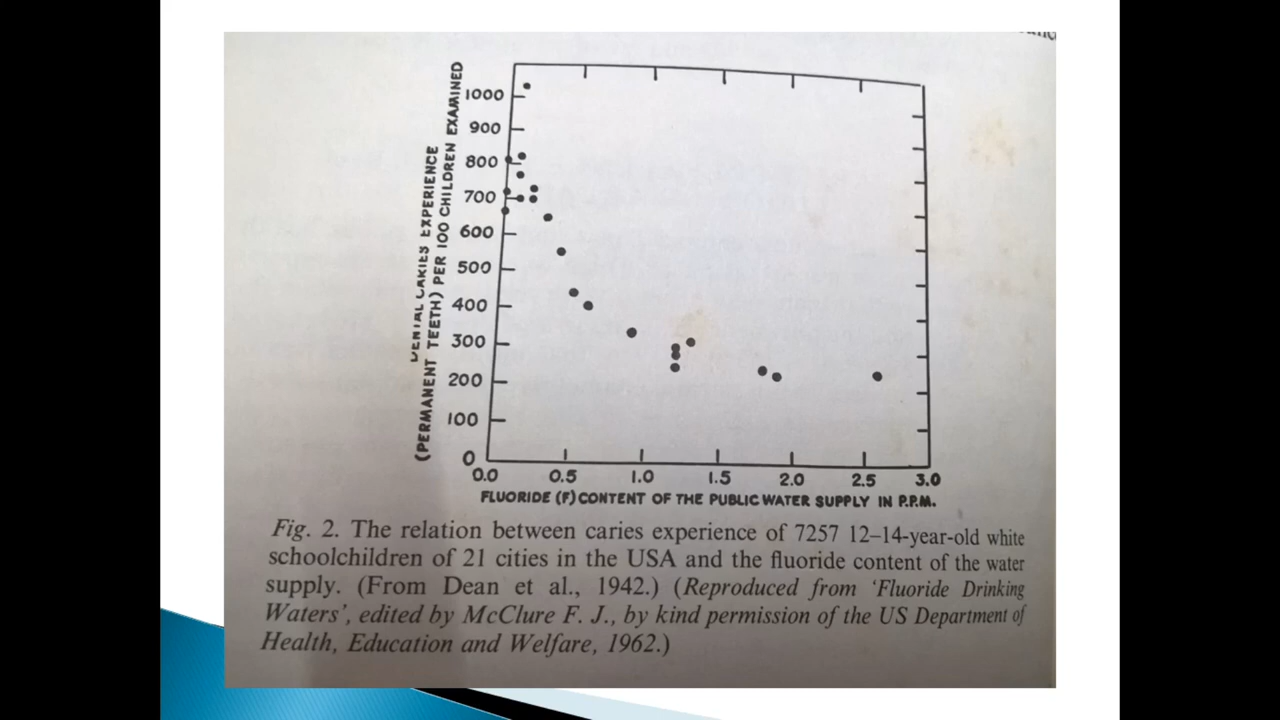 DENTAL CARIES EXPERIENCE
(PERMANENT TEETH) PER 100 CHILDREN EXAMINED
1000
900
800
700
600
500
400
300
200
100
0
0.0 0.5 1.0 1.5 2.0 2.5 3.0
FLUORIDE (F) CONTENT OF THE PUBLIC WATER SUPPLY IN P.P.M.
Fig. 2. The relation between caries experience of 7257 12–14-year-old white
schoolchildren of 21 cities in the USA and the fluoride content of the water
supply. (From Dean et al., 1942.) (Reproduced from ‘Fluoride Drinking
Waters’, edited by McClure F. J., by kind permission of the US Department of
Health, Education and Welfare, 1962.)